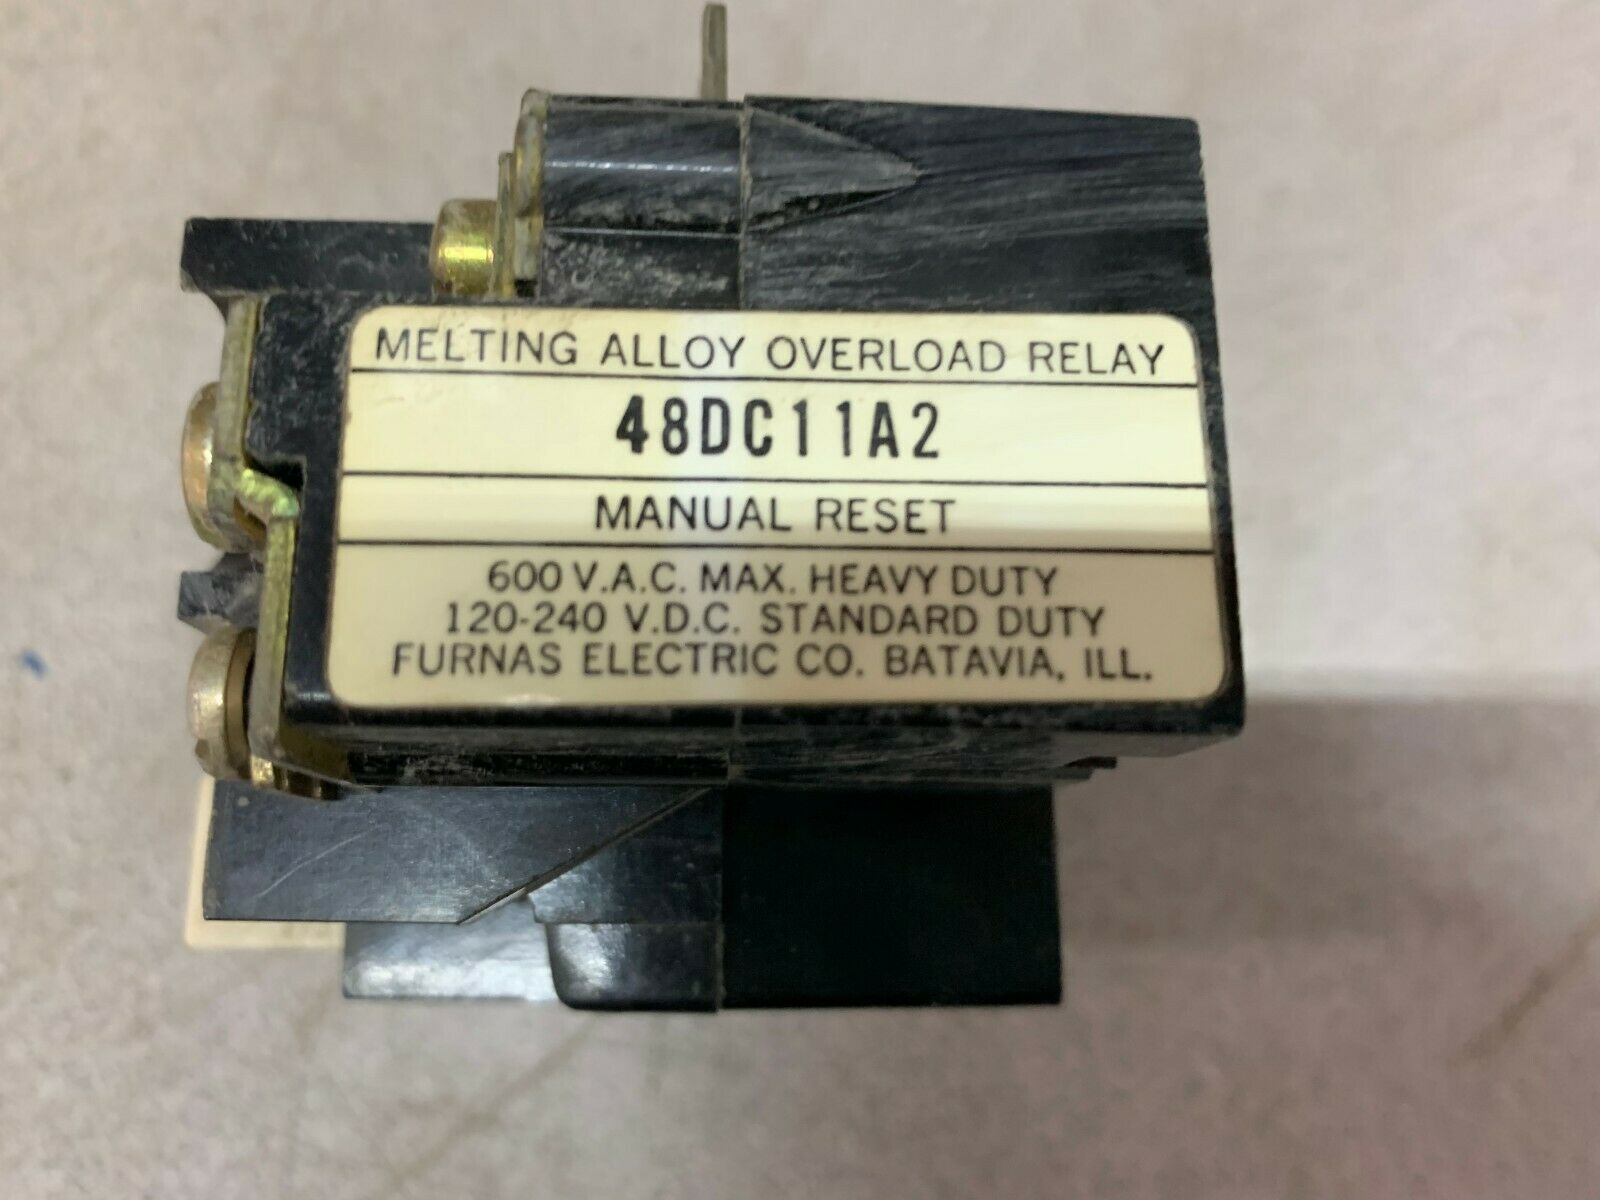 MELTING ALLOY OVERLOAD RELAY
48DC11A2
MANUAL RESET
600 V.A.C. MAX. HEAVY DUTY
120-240 V.D.C. STANDARD DUTY
FURNAS ELECTRIC CO. BATAVIA, ILL.